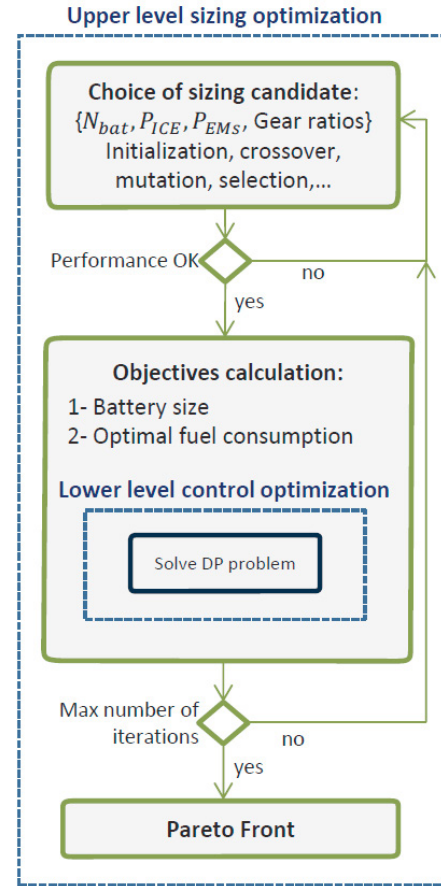 Upper level sizing optimization
Choice of sizing candidate:
{N_bat, P_ICE, P_EMs, Gear ratios}
Initialization, crossover,
mutation, selection,...
Performance OK
no
yes
Objectives calculation:
1- Battery size
2- Optimal fuel consumption
Lower level control optimization
Solve DP problem
Max number of
iterations
no
yes
Pareto Front